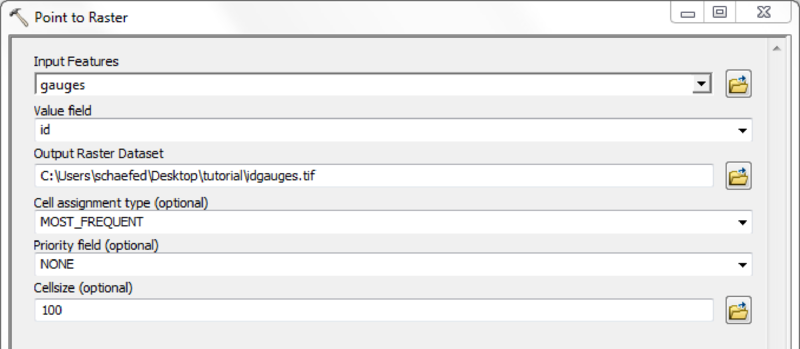 Point to Raster
Input Features
gauges
Value field
id
Output Raster Dataset
C:\Users\schaefed\Desktop\tutorial\idgauges.tif
Cell assignment type (optional)
MOST_FREQUENT
Priority field (optional)
NONE
Cellsize (optional)
100